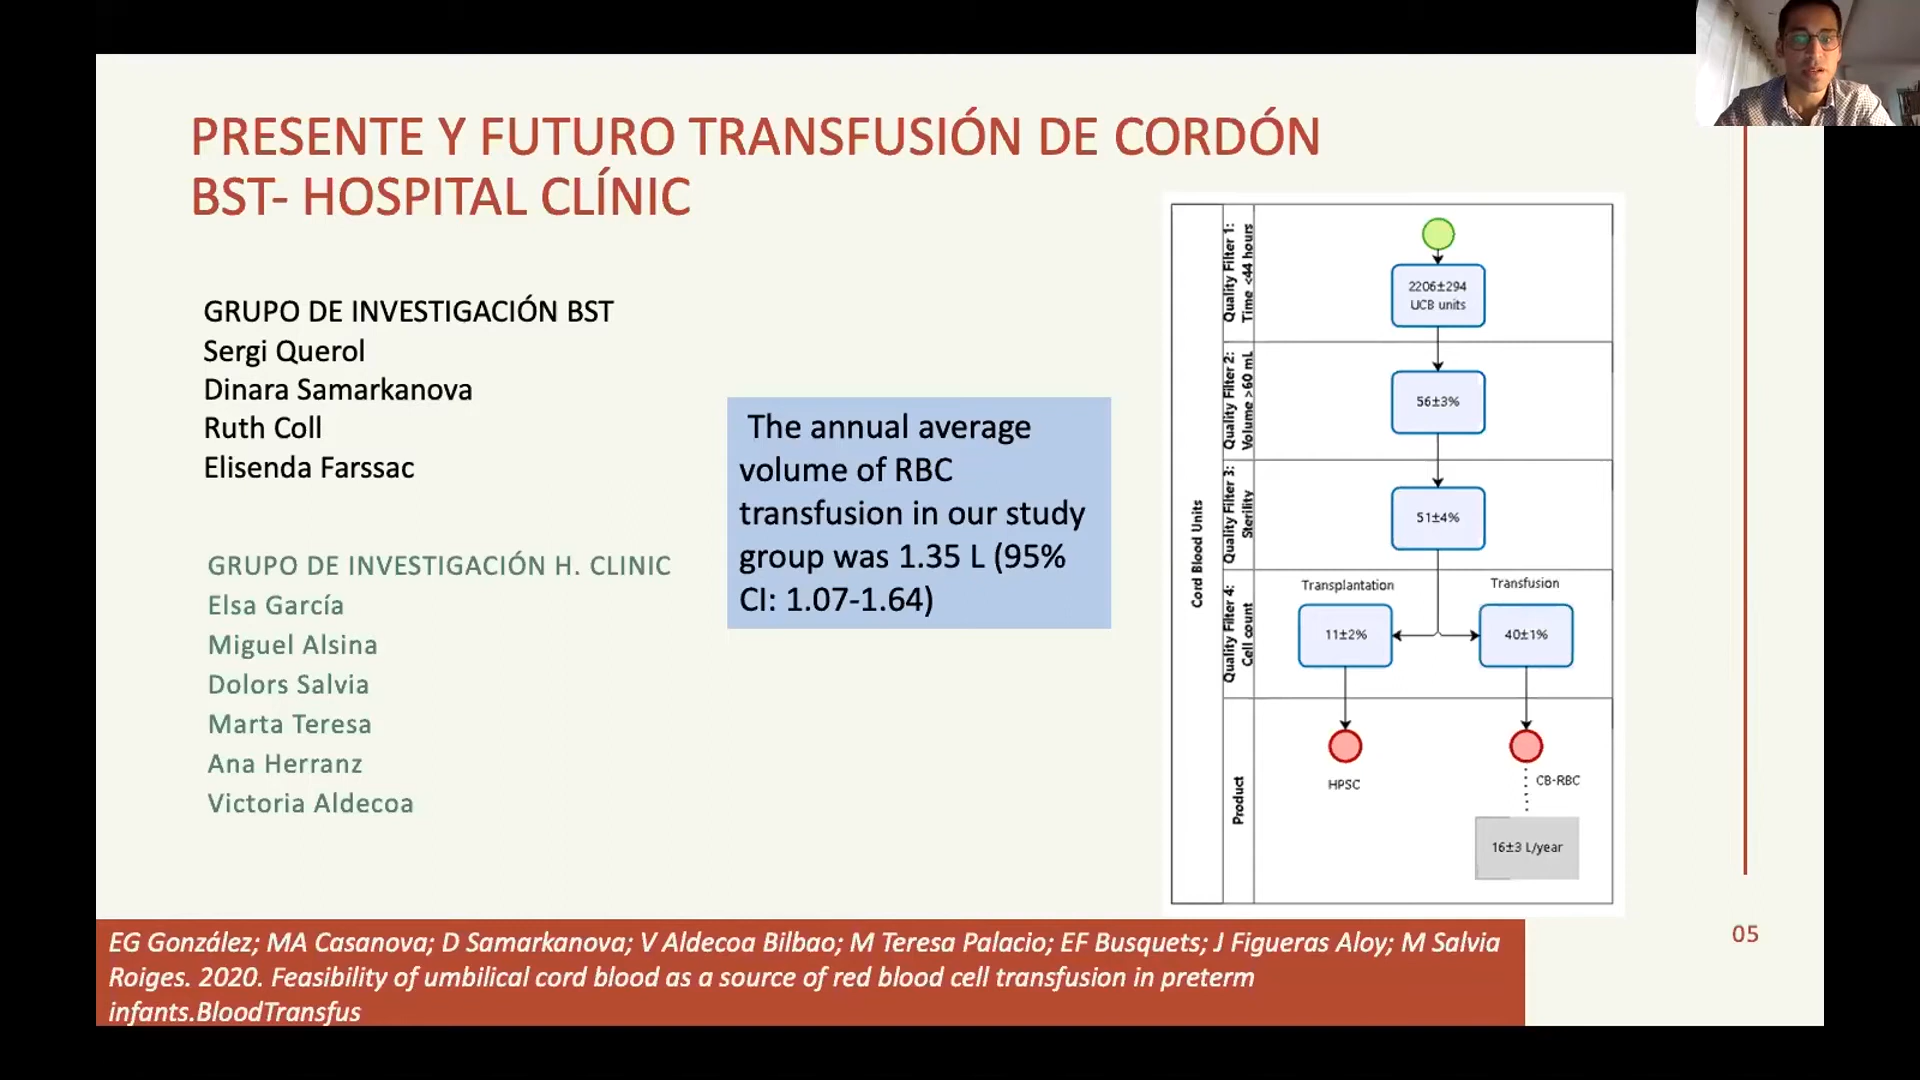 PRESENTE Y FUTURO TRANSFUSIÓN DE CORDÓN
BST- HOSPITAL CLÍNIC
GRUPO DE INVESTIGACIÓN BST
Sergi Querol
Dinara Samarkanova
Ruth Coll
Elisenda Farssac
GRUPO DE INVESTIGACIÓN H. CLINIC
Elsa García
Miguel Alsina
Dolors Salvia
Marta Teresa
Ana Herranz
Victoria Aldecoa
The annual average
volume of RBC
transfusion in our study
group was 1.35 L (95%
CI: 1.07-1.64)
Cord Blood Units
Quality Filter 1:
Time <44 hours
2206±294
UCB units
Quality Filter 2:
Volume >60 mL
56±3%
Quality Filter 3:
Sterility
51±4%
Quality Filter 4:
Cell count
Transplantation
Transfusion
11±2%
40±1%
Product
HPSC
CB-RBC
16±3 L/year
EG González; MA Casanova; D Samarkanova; V Aldecoa Bilbao; M Teresa Palacio; EF Busquets; J Figueras Aloy; M Salvia
Roiges. 2020. Feasibility of umbilical cord blood as a source of red blood cell transfusion in preterm
infants.BloodTransfus
05